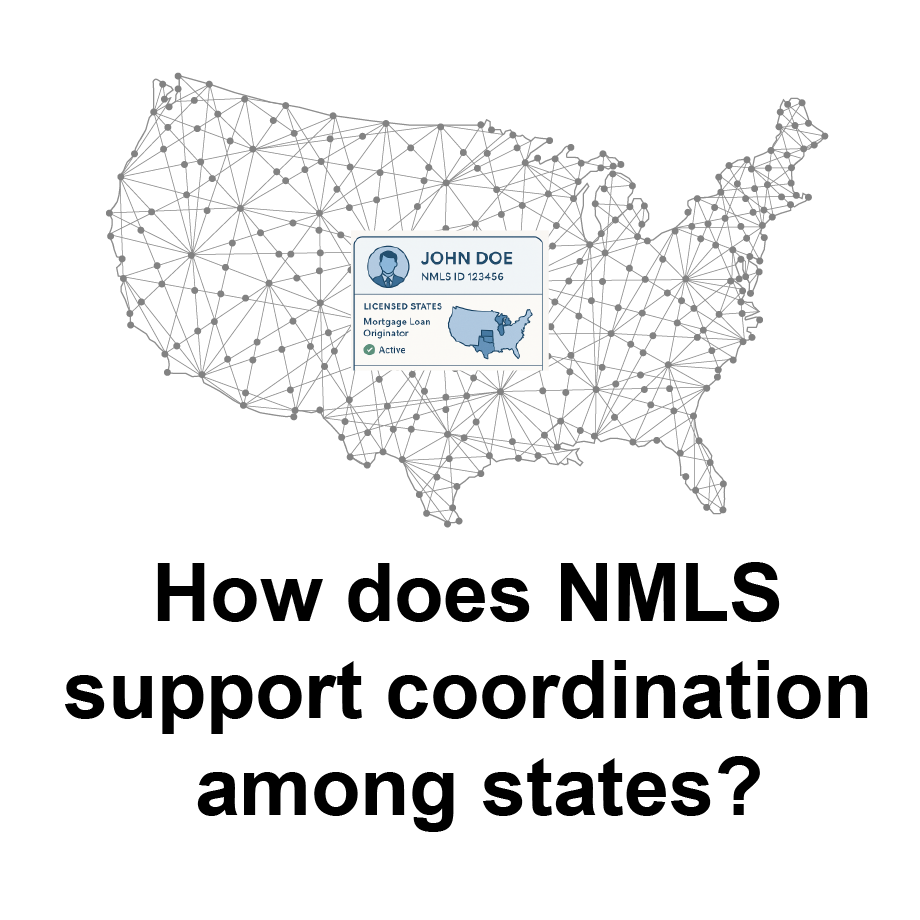 JOHN DOE
NMLS ID 123456
LICENSED STATES
Mortgage Loan
Originator
Active
How does NMLS
support coordination
among states?